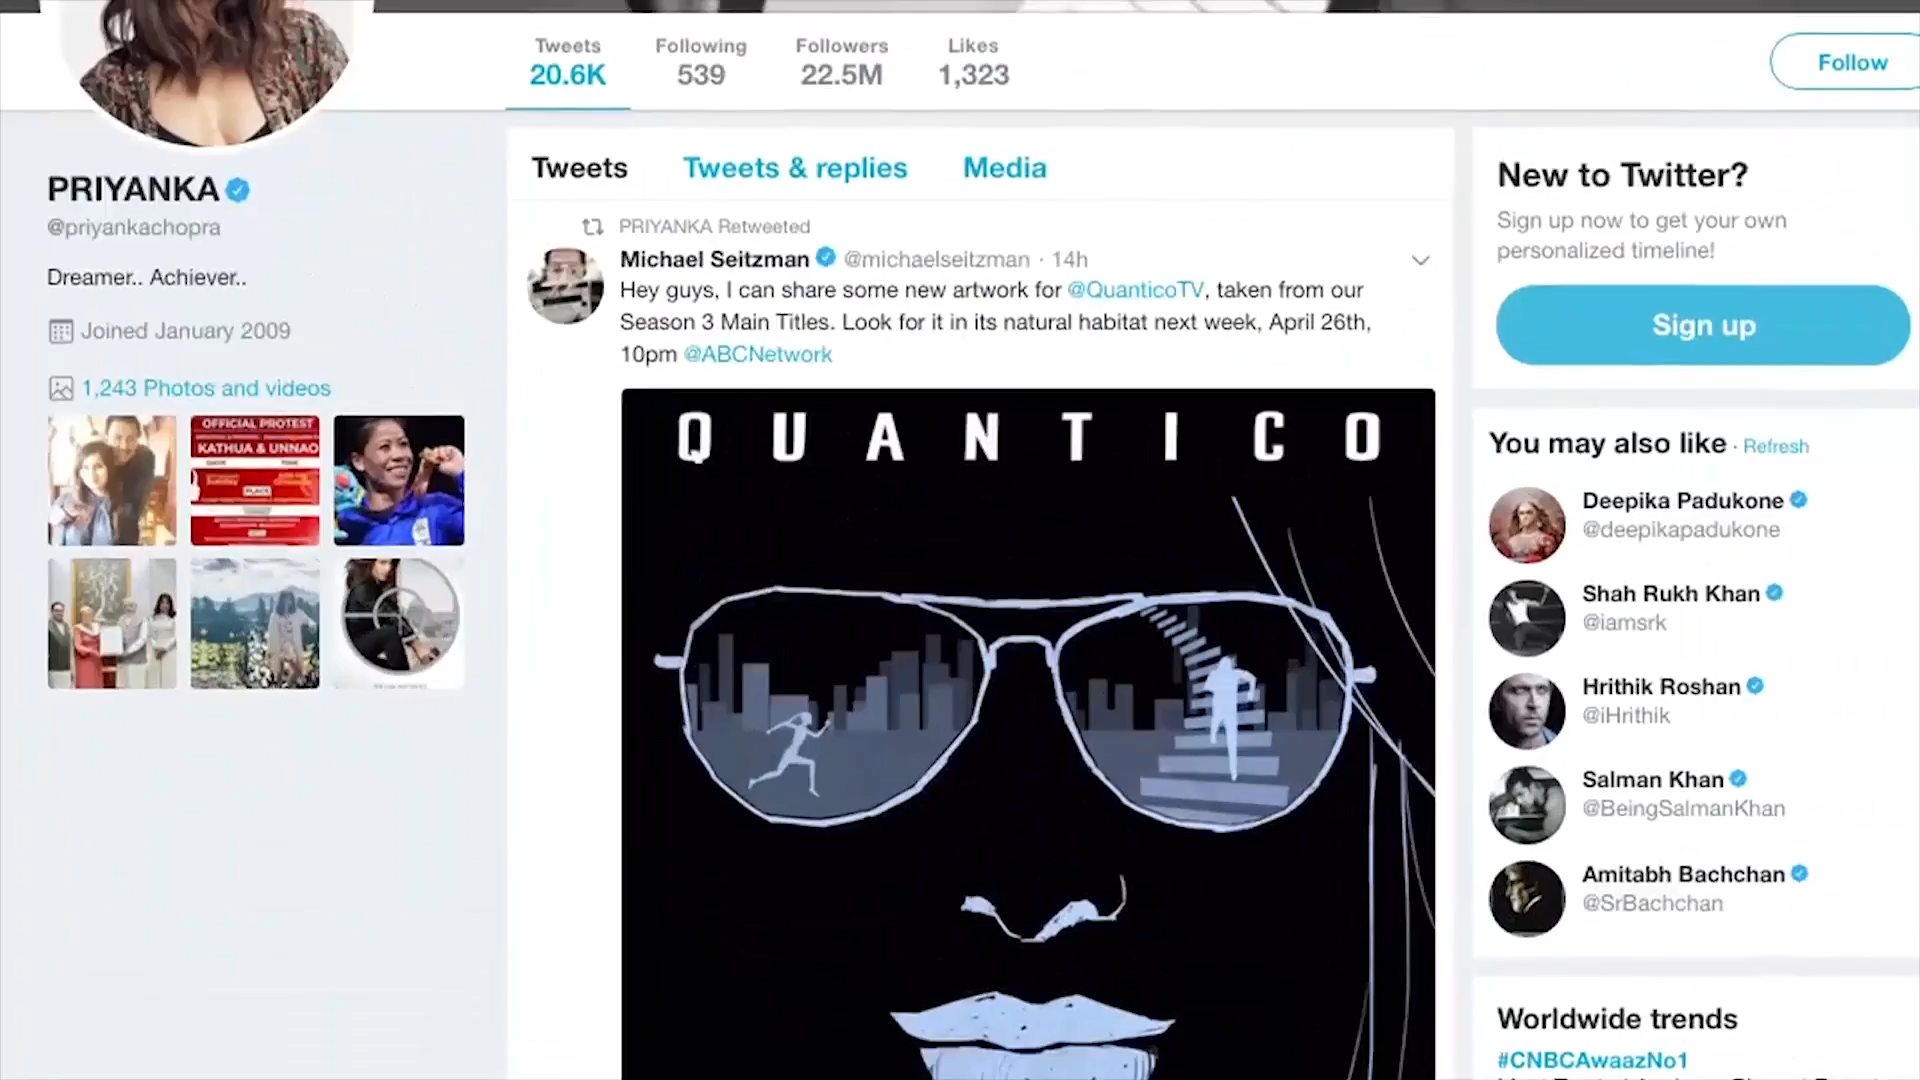 Tweets
20.6K
Following
539
Followers
22.5M
Likes
1,323
Follow
PRIYANKA
@priyankachopra
Dreamer.. Achiever..
Joined January 2009
1,243 Photos and videos
OFFICIAL PROTEST
KATHUA & UNNAO
PLACE
Tweets Tweets & replies Media
PRIYANKA Retweeted
Michael Seitzman @michaelseitzman · 14h
Hey guys, I can share some new artwork for @QuanticoTV, taken from our
Season 3 Main Titles. Look for it in its natural habitat next week, April 26th,
10pm @ABCNetwork
QUANTICO
New to Twitter?
Sign up now to get your own
personalized timeline!
Sign up
You may also like · Refresh
Deepika Padukone
@deepikapadukone
Shah Rukh Khan
@iamsrk
Hrithik Roshan
@iHrithik
Salman Khan
@BeingSalmanKhan
Amitabh Bachchan
@SrBachchan
Worldwide trends
#CNBCAwaazNo1